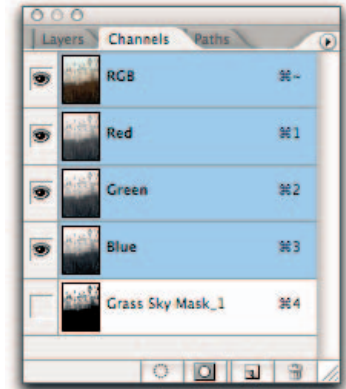 Layers Channels Paths
RGB ⌘~
Red ⌘1
Green ⌘2
Blue ⌘3
Grass Sky Mask_1 ⌘4